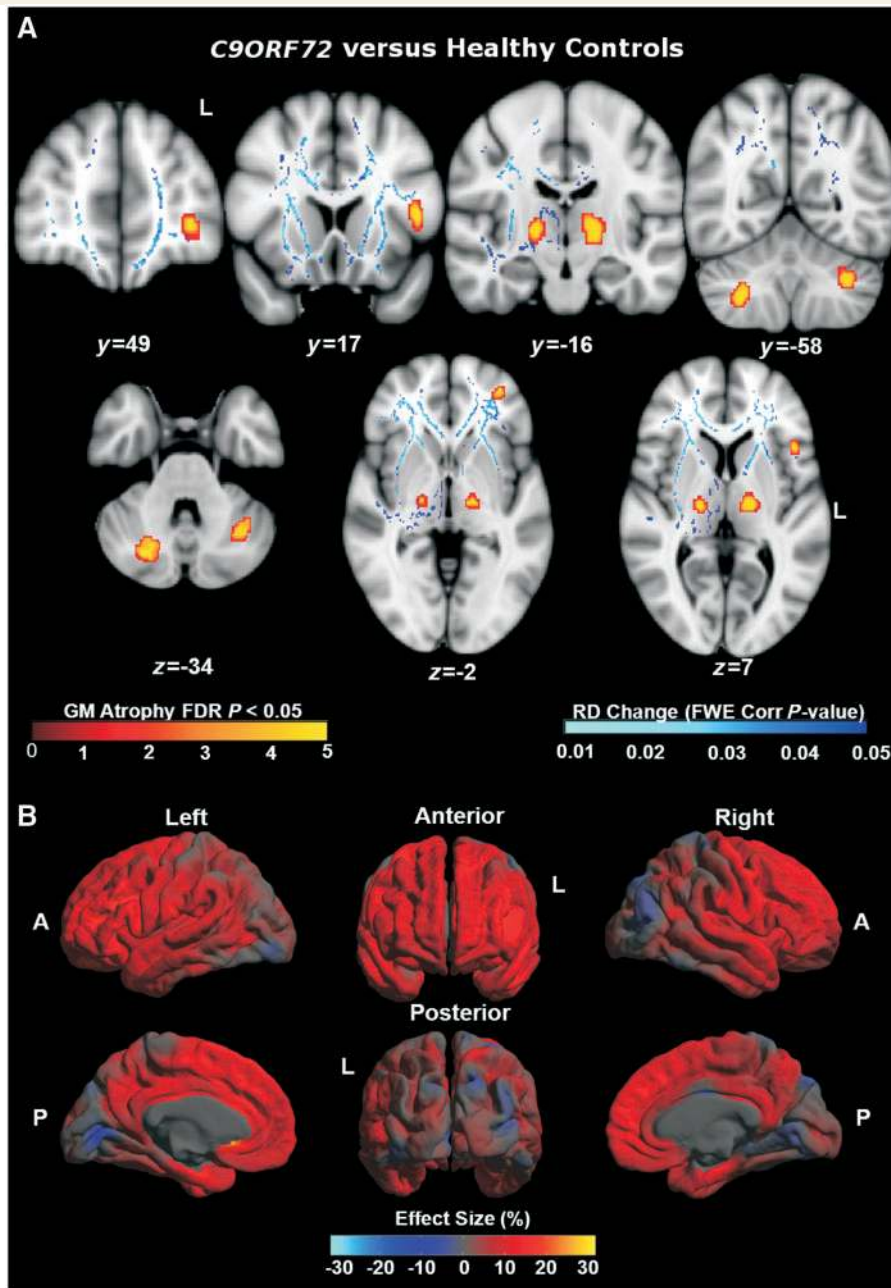 A
C9ORF72 versus Healthy Controls
L
y=49
y=17
y=-16
y=-58
L
z=-34
z=-2
z=7
GM Atrophy FDR P < 0.05
0 1 2 3 4 5
RD Change (FWE Corr P-value)
0.01 0.02 0.03 0.04 0.05
B
Left
Anterior
Right
A
L
A
Posterior
P
L
P
Effect Size (%)
-30 -20 -10 0 10 20 30